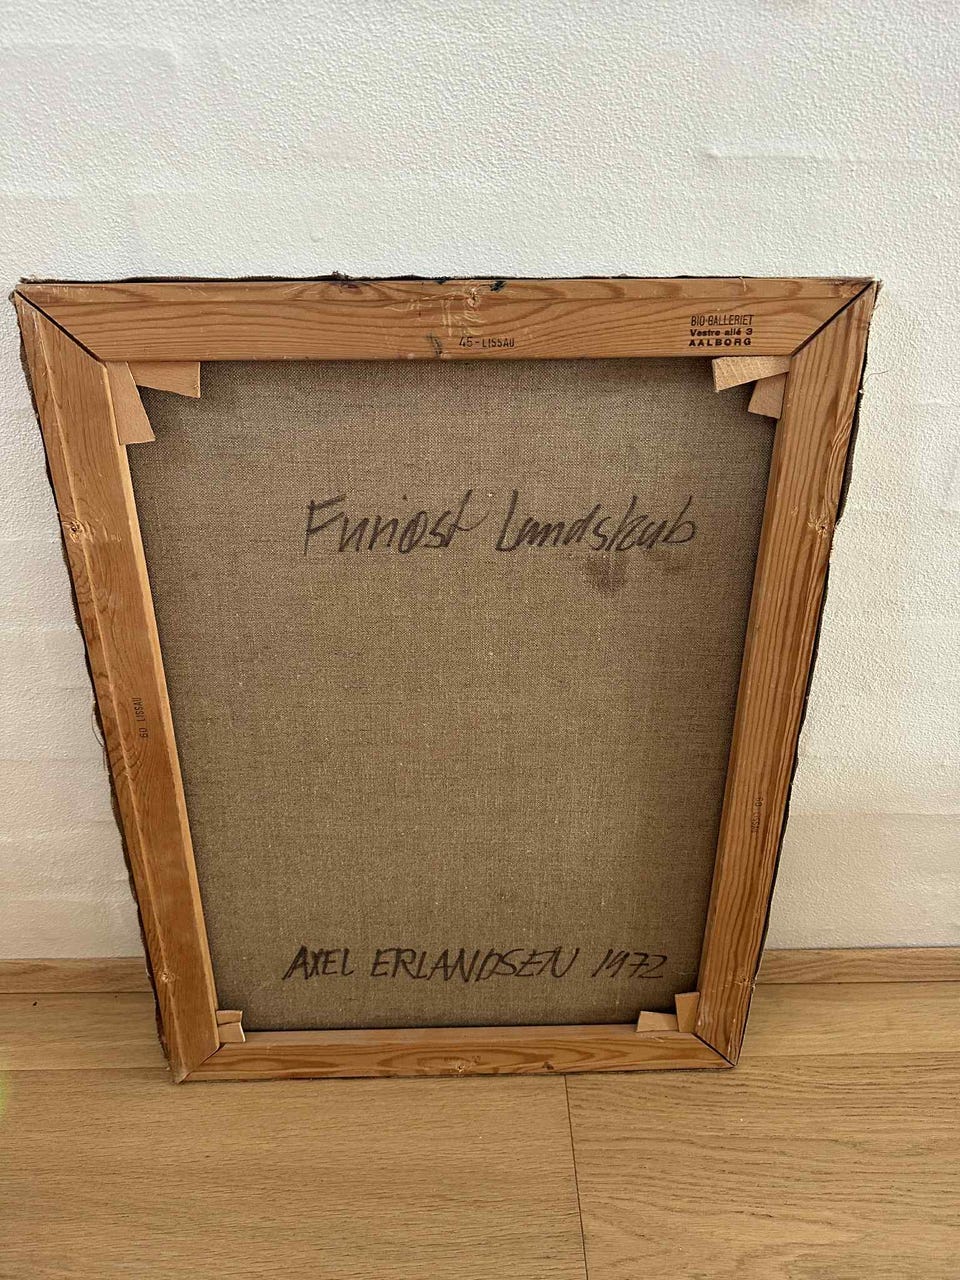 BIO-GALLERIET
Vestre allé 3
AALBORG
45-LISSAU
Furiøst Landskab
60 LISSAU
AXEL ERLANDSEN 1972